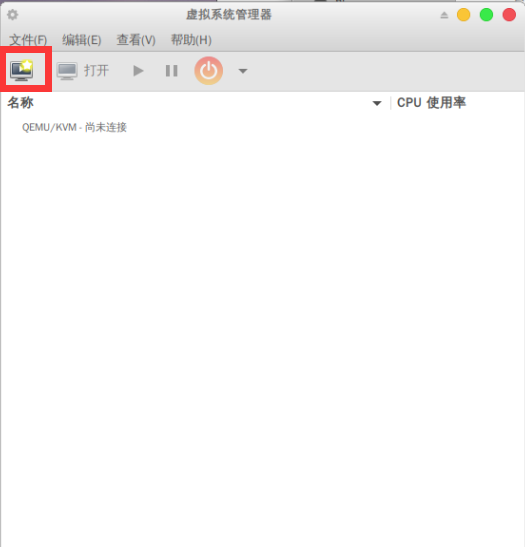 虚拟系统管理器
文件(F) 编辑(E) 查看(V) 帮助(H)
打开
名称 CPU 使用率
QEMU/KVM - 尚未连接